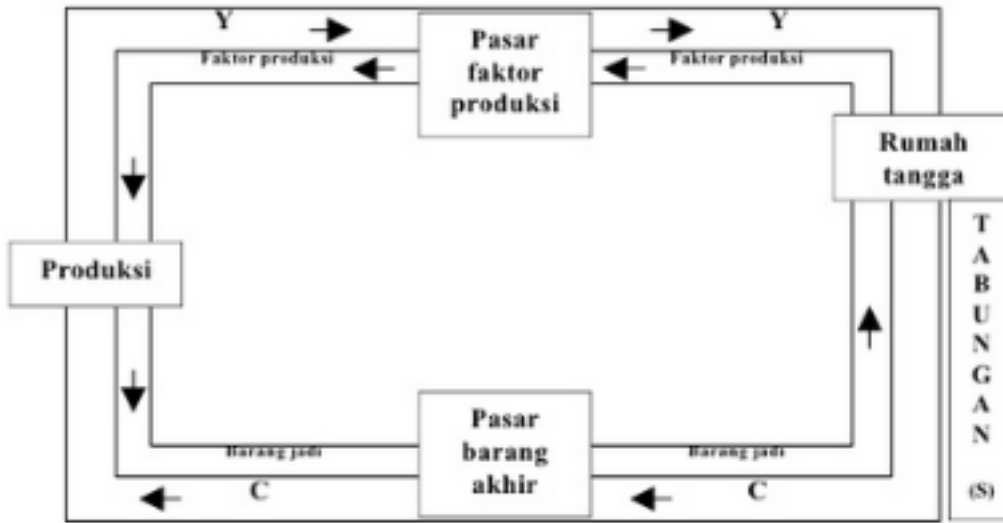 Y
Y
Faktor produksi
Pasar
faktor
produksi
Faktor produksi
Rumah
tangga
Produksi
T
A
B
U
N
G
A
N
(S)
Pasar
barang
akhir
Barang jadi
Barang jadi
C
C